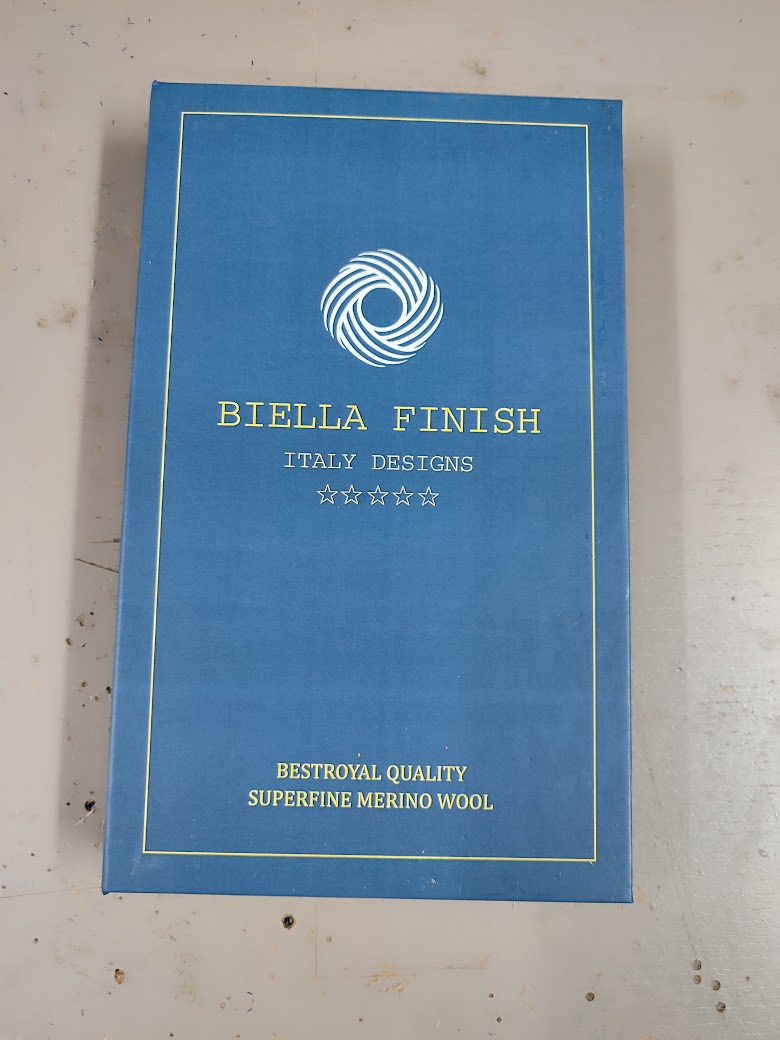 BIELLA FINISH
ITALY DESIGNS
☆☆☆☆☆
BESTROYAL QUALITY
SUPERFINE MERINO WOOL